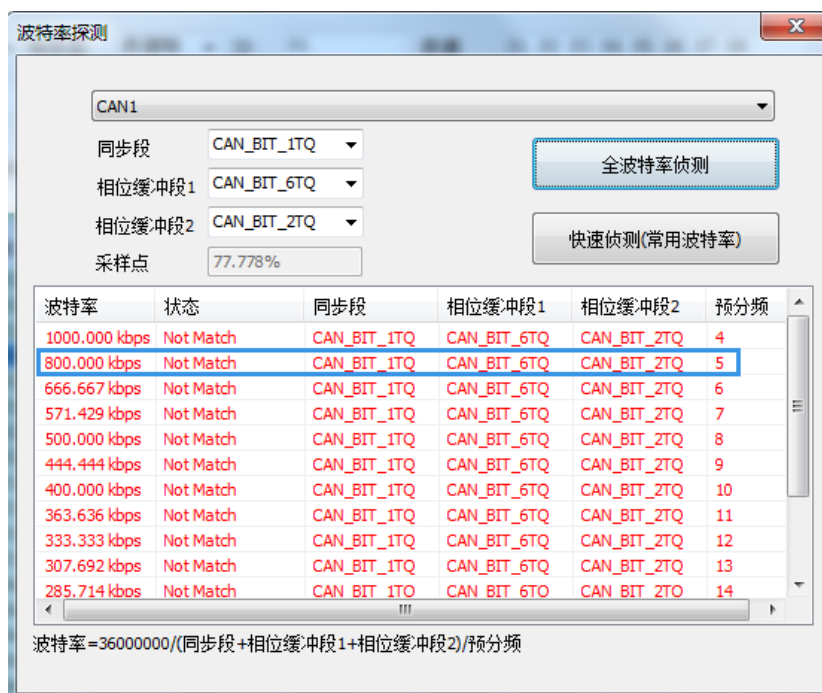 波特率探测
CAN1
同步段 CAN_BIT_1TQ
相位缓冲段1 CAN_BIT_6TQ
相位缓冲段2 CAN_BIT_2TQ
采样点 77.778%
全波特率侦测
快速侦测(常用波特率)
波特率 状态 同步段 相位缓冲段1 相位缓冲段2 预分频
1000.000 kbps Not Match CAN_BIT_1TQ CAN_BIT_6TQ CAN_BIT_2TQ 4
800.000 kbps Not Match CAN_BIT_1TQ CAN_BIT_6TQ CAN_BIT_2TQ 5
666.667 kbps Not Match CAN_BIT_1TQ CAN_BIT_6TQ CAN_BIT_2TQ 6
571.429 kbps Not Match CAN_BIT_1TQ CAN_BIT_6TQ CAN_BIT_2TQ 7
500.000 kbps Not Match CAN_BIT_1TQ CAN_BIT_6TQ CAN_BIT_2TQ 8
444.444 kbps Not Match CAN_BIT_1TQ CAN_BIT_6TQ CAN_BIT_2TQ 9
400.000 kbps Not Match CAN_BIT_1TQ CAN_BIT_6TQ CAN_BIT_2TQ 10
363.636 kbps Not Match CAN_BIT_1TQ CAN_BIT_6TQ CAN_BIT_2TQ 11
333.333 kbps Not Match CAN_BIT_1TQ CAN_BIT_6TQ CAN_BIT_2TQ 12
307.692 kbps Not Match CAN_BIT_1TQ CAN_BIT_6TQ CAN_BIT_2TQ 13
285.714 kbps Not Match CAN_BIT_1TQ CAN_BIT_6TQ CAN_BIT_2TQ 14
波特率=36000000/(同步段+相位缓冲段1+相位缓冲段2)/预分频